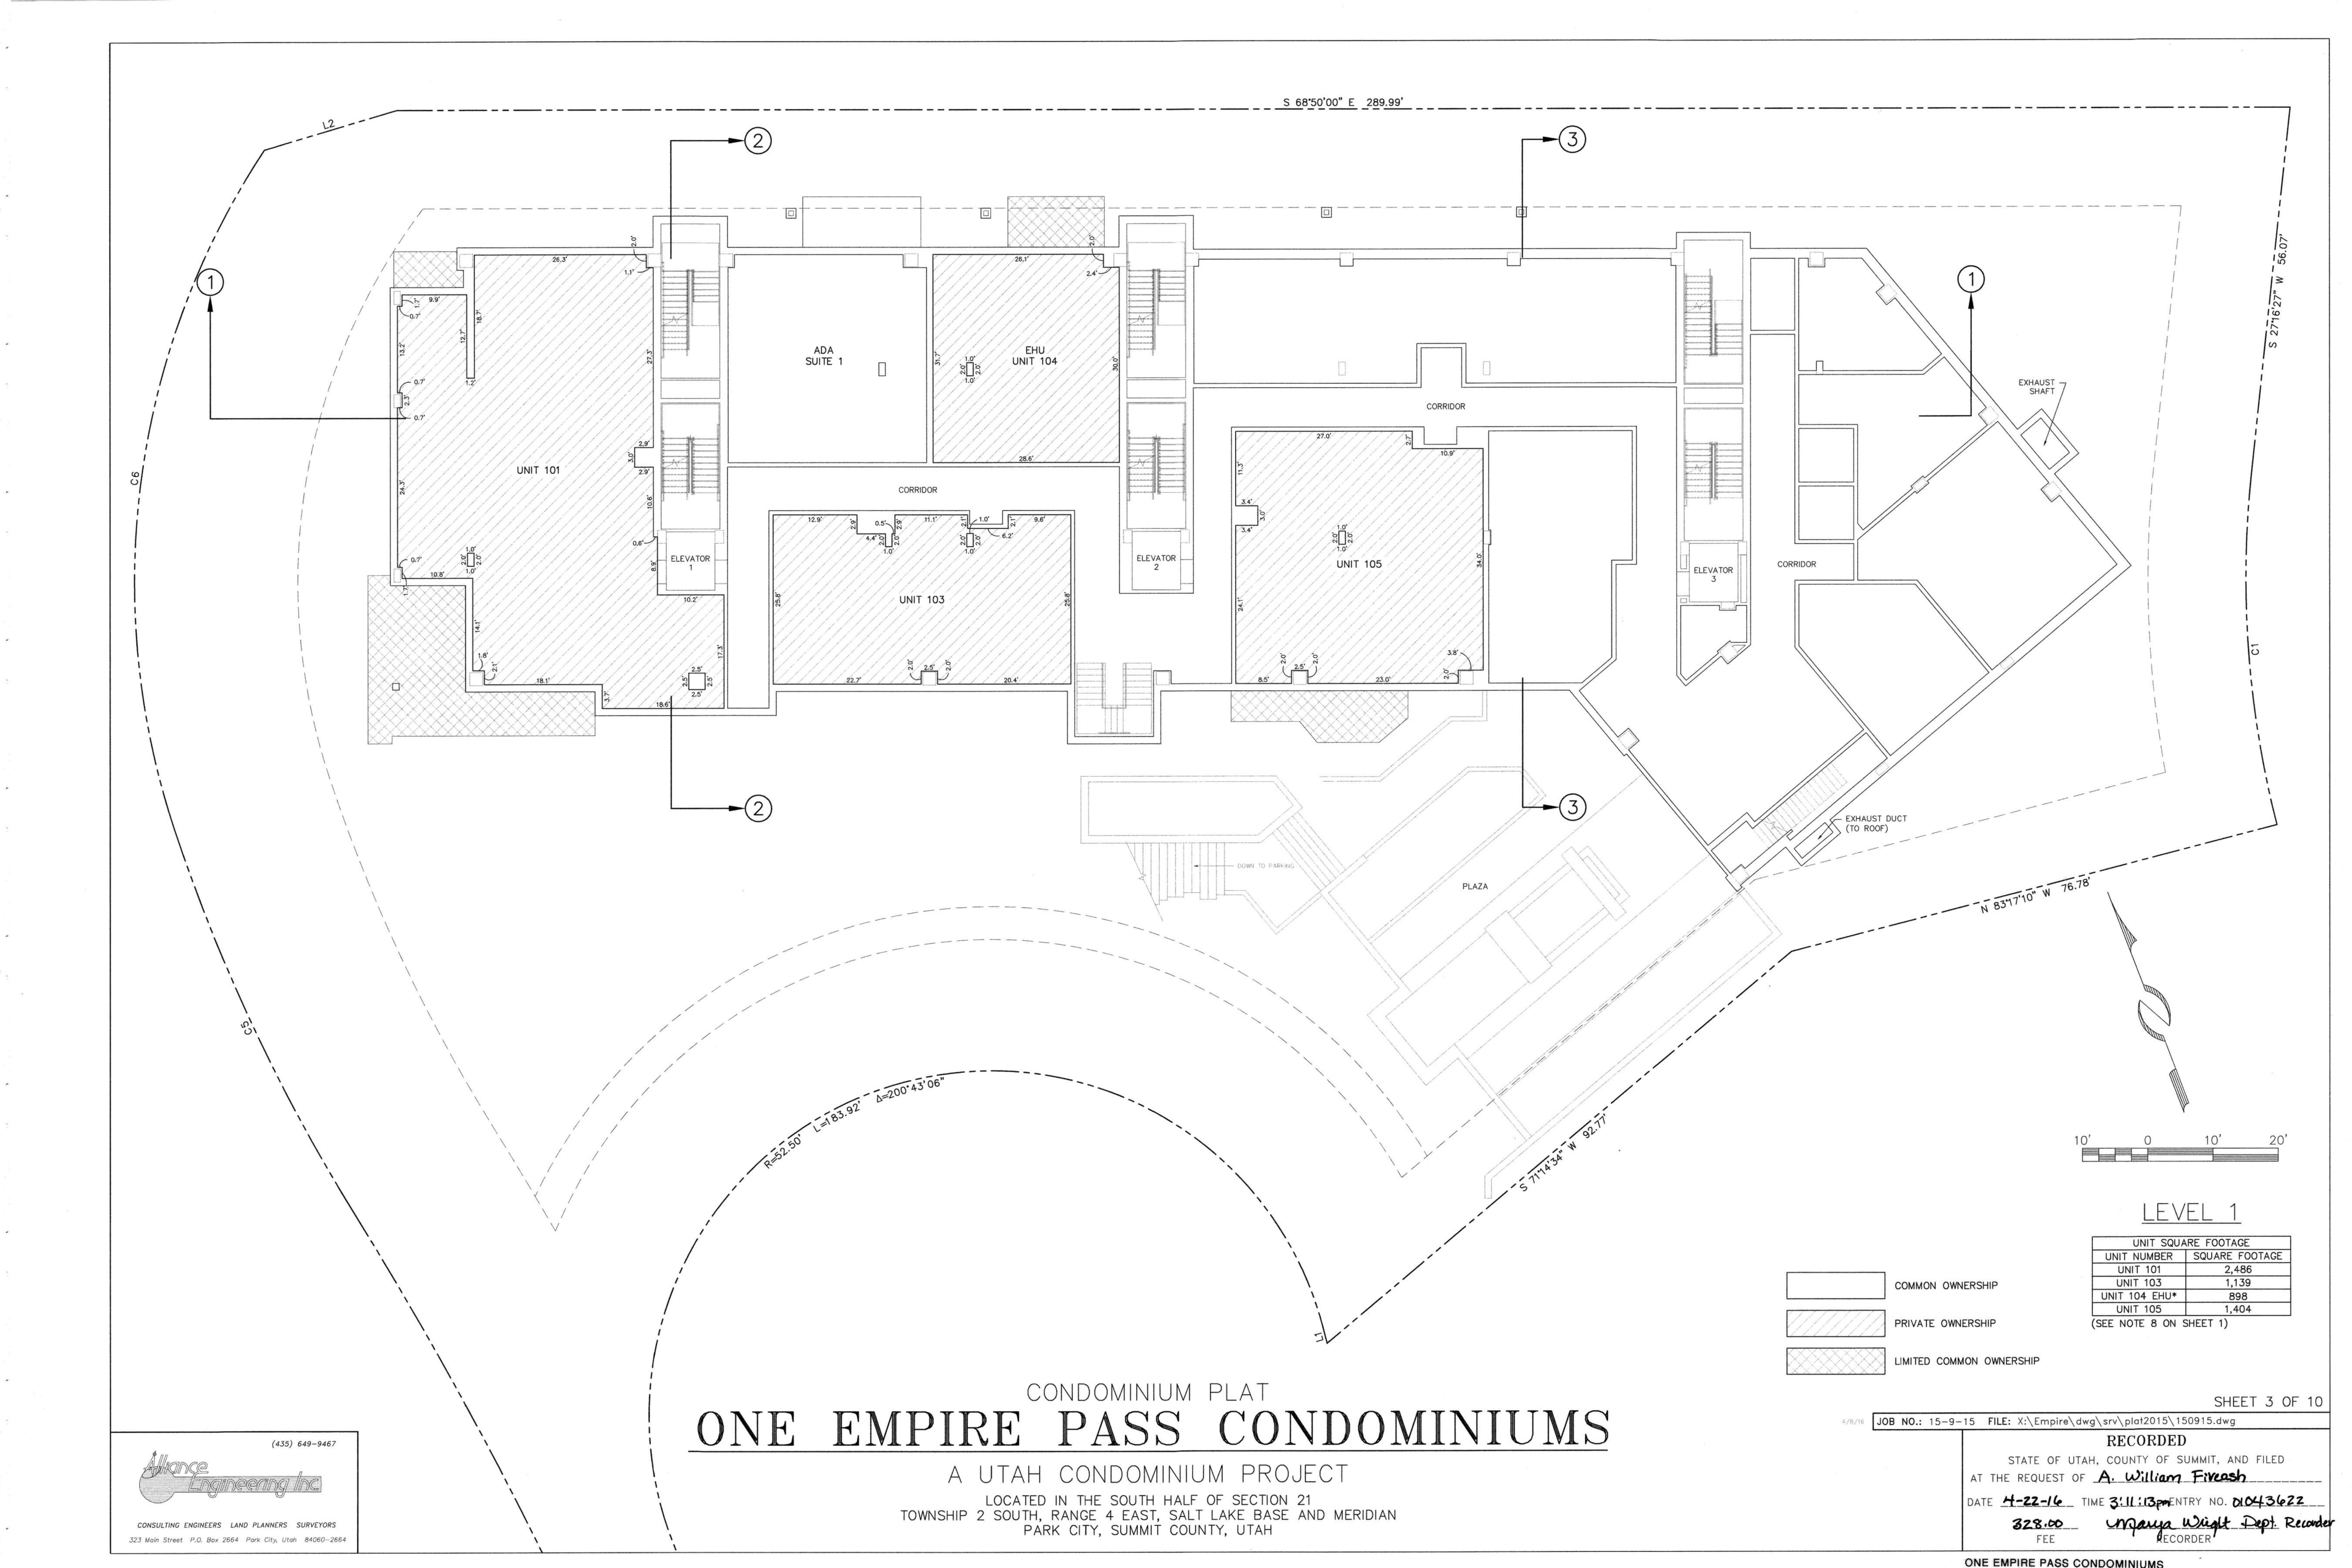 S 68°50'00" E 289.99'
L2
2
3
S 27°16'27" W 56.07'
1
1
26.3'
2.0'
1.1'
26.1'
2.0'
2.4'
9.9'
1.7'
0.7'
18.7'
12.7'
13.2'
27.3'
1.2'
0.7'
2.3'
0.7'
ADA
SUITE 1
EHU
UNIT 104
31.7'
30.0'
1.0'
2.0'
2.0'
1.0'
28.6'
EXHAUST
SHAFT
CORRIDOR
27.0'
2.7'
10.9'
11.3'
3.4'
3.0'
3.4'
2.9'
3.0'
2.9'
UNIT 101
CORRIDOR
C6
24.3'
10.6'
0.6'
12.9'
2.9'
0.5'
2.9'
11.1'
2.1'
1.0'
2.1'
9.6'
6.2'
4.4'
2.0'
2.0'
1.0'
2.0'
2.0'
1.0'
1.0'
2.0'
2.0'
1.0'
UNIT 105
34.0'
24.1'
ELEVATOR
1
ELEVATOR
2
ELEVATOR
3
CORRIDOR
0.7'
10.8'
1.7'
1.0'
2.0'
2.0'
1.0'
8.9'
10.2'
UNIT 103
25.8'
25.8'
14.1'
17.3'
1.8'
2.1'
18.1'
3.7'
18.6'
2.5'
2.5'
2.5'
2.5'
22.7'
2.0'
2.5'
2.0'
20.4'
8.5'
2.0'
2.5'
2.0'
23.0'
3.8'
2.0'
C1
2
3
EXHAUST DUCT
(TO ROOF)
DOWN TO PARKING
PLAZA
N 83°17'10" W 76.78'
C5
R=52.50' L=183.92' Δ=200°43'06"
S 71°14'34" W 92.77'
L1
10' 0 10' 20'
LEVEL 1
UNIT SQUARE FOOTAGE
UNIT NUMBER SQUARE FOOTAGE
UNIT 101 2,486
UNIT 103 1,139
UNIT 104 EHU* 898
UNIT 105 1,404
(SEE NOTE 8 ON SHEET 1)
COMMON OWNERSHIP
PRIVATE OWNERSHIP
LIMITED COMMON OWNERSHIP
CONDOMINIUM PLAT
ONE EMPIRE PASS CONDOMINIUMS
A UTAH CONDOMINIUM PROJECT
LOCATED IN THE SOUTH HALF OF SECTION 21
TOWNSHIP 2 SOUTH, RANGE 4 EAST, SALT LAKE BASE AND MERIDIAN
PARK CITY, SUMMIT COUNTY, UTAH
(435) 649-9467
Alliance
Engineering Inc.
CONSULTING ENGINEERS LAND PLANNERS SURVEYORS
323 Main Street P.O. Box 2664 Park City, Utah 84060-2664
SHEET 3 OF 10
4/8/16 JOB NO.: 15-9-15 FILE: X:\Empire\dwg\srv\plat2015\150915.dwg
RECORDED
STATE OF UTAH, COUNTY OF SUMMIT, AND FILED
AT THE REQUEST OF A. William Fireash
DATE 4-22-16 TIME 3:11:13pm ENTRY NO. 01043622
328.00 Marya Wright Dept. Recorder
FEE RECORDER
ONE EMPIRE PASS CONDOMINIUMS